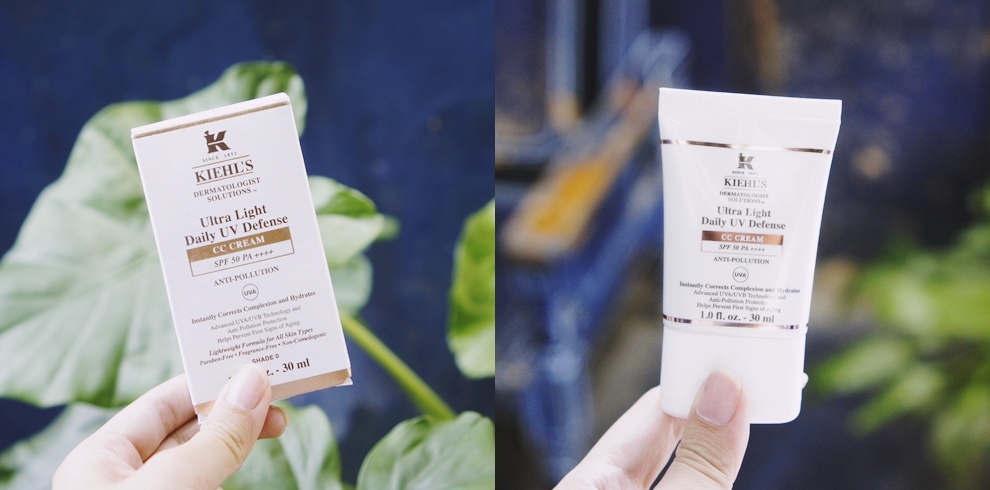 K
SINCE 1851
KIEHL'S
DERMATOLOGIST
SOLUTIONS™
Ultra Light
Daily UV Defense
CC CREAM
SPF 50 PA ++++
ANTI-POLLUTION
UVA
Instantly Corrects Complexion and Hydrates
Advanced UVA/UVB Technology and
Anti-Pollution Protection
Helps Prevent First Signs of Aging
Lightweight Formula for All Skin Types
Paraben-Free • Fragrance-Free • Non-Comedogenic
SHADE 0
z. - 30 ml
K
KIEHL'S
DERMATOLOGIST
SOLUTIONS
Ultra Light
Daily UV Defense
CC CREAM
SPF 50 PA ++++
ANTI-POLLUTION
UVA
Instantly Corrects Complexion and Hydrates
Advanced UVA/UVB Technology and
Anti-Pollution Protection
Helps Prevent First Signs of Aging
1.0 fl. oz. - 30 ml